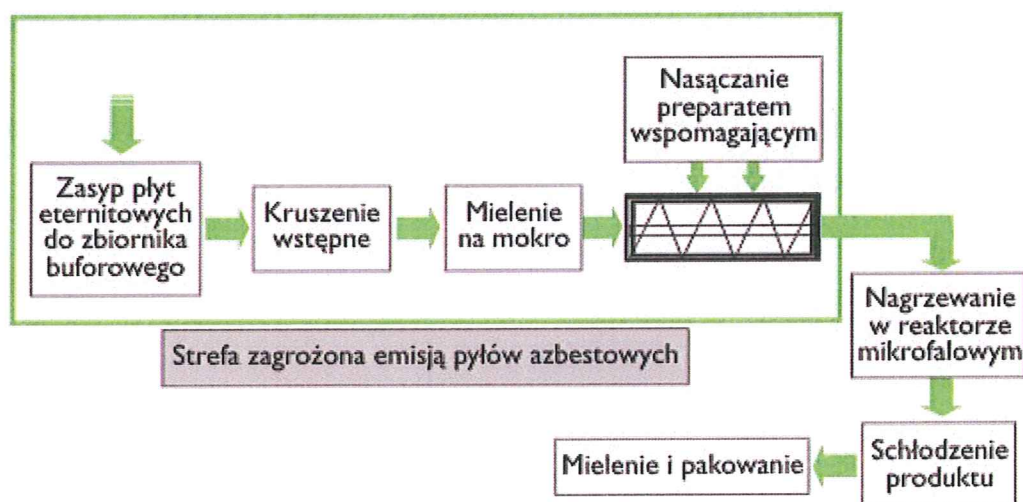 Zasyp płyt
eternitowych
do zbiornika
buforowego
Kruszenie
wstępne
Mielenie
na mokro
Nasączanie
preparatem
wspomagającym
Strefa zagrożona emisją pyłów azbestowych
Nagrzewanie
w reaktorze
mikrofalowym
Schłodzenie
produktu
Mielenie i pakowanie